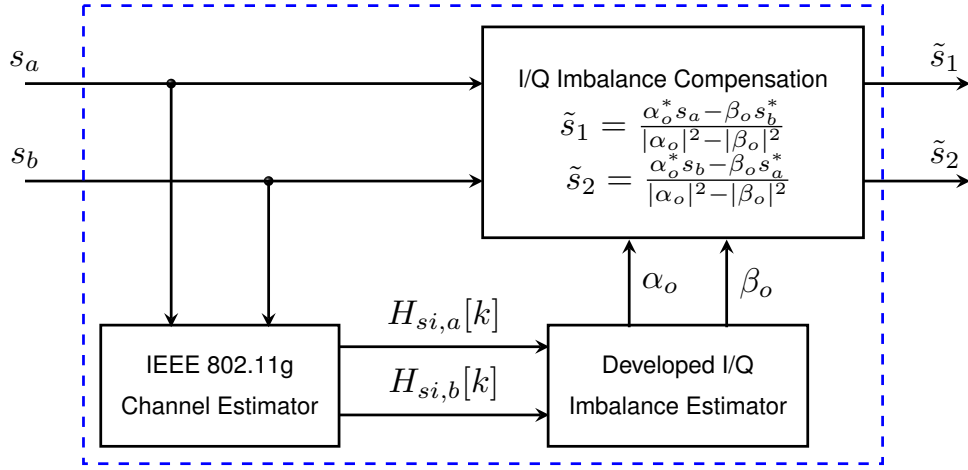 s_a
I/Q Imbalance Compensation
s̃_1
s̃_1 = (α_o^* s_a − β_o s_b^*) / (|α_o|^2 − |β_o|^2)
s_b
s̃_2 = (α_o^* s_b − β_o s_a^*) / (|α_o|^2 − |β_o|^2)
s̃_2
α_o
β_o
H_{si,a}[k]
H_{si,b}[k]
IEEE 802.11g
Channel Estimator
Developed I/Q
Imbalance Estimator